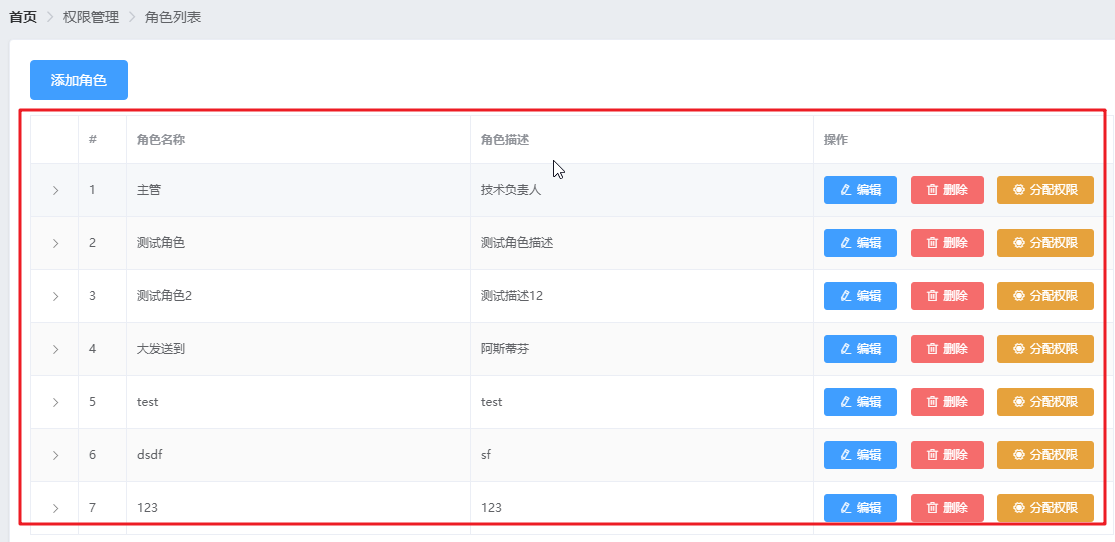 首页 > 权限管理 > 角色列表
添加角色
# 角色名称 角色描述 操作
> 1 主管 技术负责人 编辑 删除 分配权限
> 2 测试角色 测试角色描述 编辑 删除 分配权限
> 3 测试角色2 测试描述12 编辑 删除 分配权限
> 4 大发送到 阿斯蒂芬 编辑 删除 分配权限
> 5 test test 编辑 删除 分配权限
> 6 dsdf sf 编辑 删除 分配权限
> 7 123 123 编辑 删除 分配权限